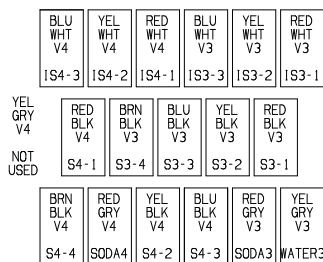 BLU YEL RED BLU YEL RED
WHT WHT WHT WHT WHT WHT
V4 V4 V4 V3 V3 V3
IS4-3 IS4-2 IS4-1 IS3-3 IS3-2 IS3-1
YEL
GRY
V4
NOT
USED
RED BRN BLU YEL RED
BLK BLK BLK BLK BLK
V4 V3 V3 V3 V3
S4-1 S3-4 S3-3 S3-2 S3-1
BRN RED YEL BLU RED YEL
BLK GRY BLK BLK GRY GRY
V4 V4 V4 V4 V3 V3
S4-4 SODA4 S4-2 S4-3 SODA3 WATER3